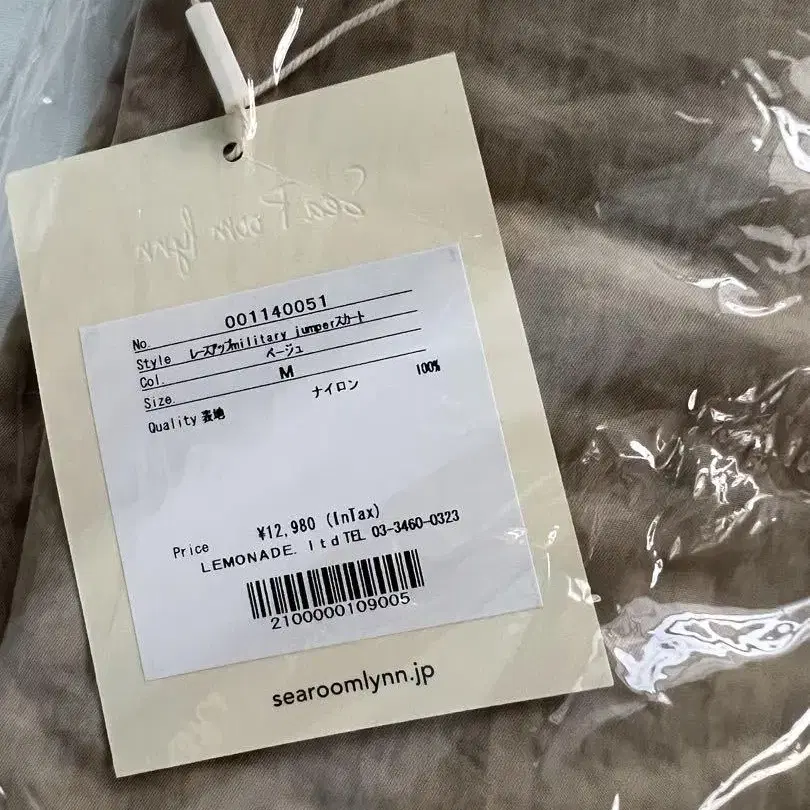 Sea Room lynn
No. 001140051
Style レースアップmilitary jumperスカート
Col. ベージュ
Size. M
Quality 表地 ナイロン 100%
Price ¥12,980 (InTax)
LEMONADE. ltd TEL 03-3460-0323
2100000109005
searoomlynn.jp